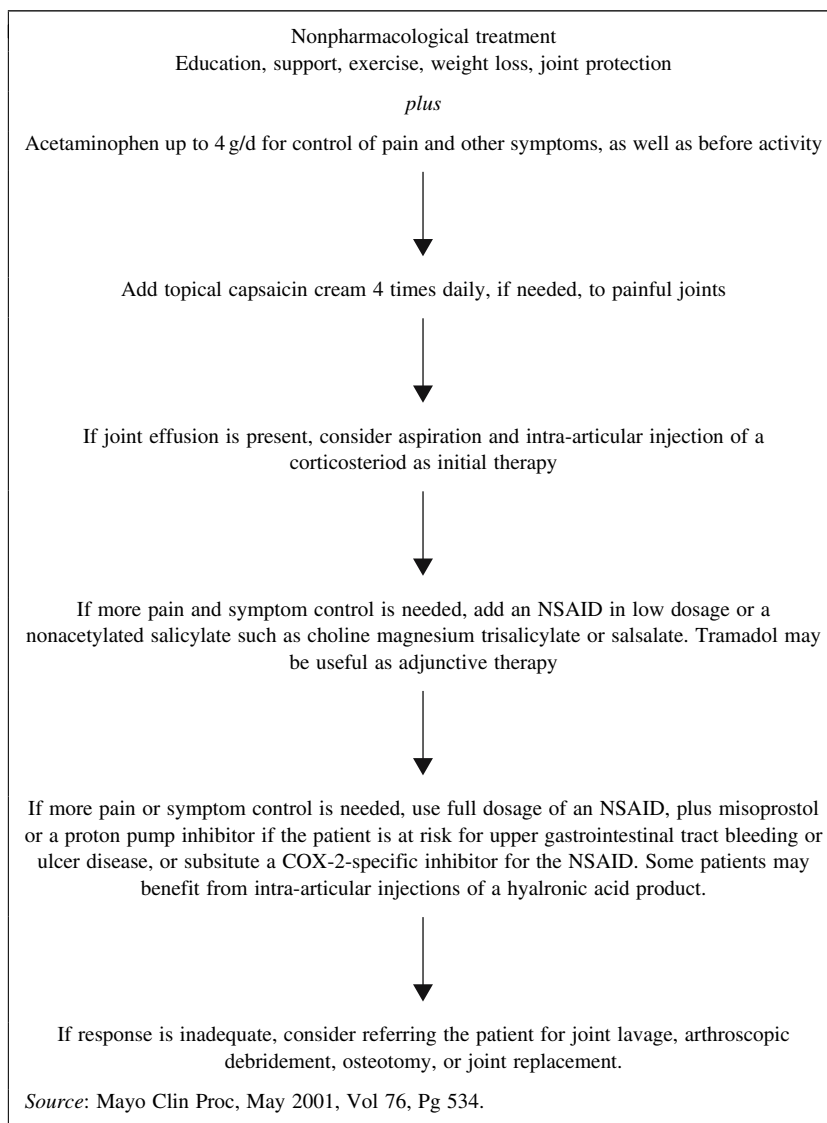 Nonpharmacological treatment
Education, support, exercise, weight loss, joint protection
plus
Acetaminophen up to 4 g/d for control of pain and other symptoms, as well as before activity
Add topical capsaicin cream 4 times daily, if needed, to painful joints
If joint effusion is present, consider aspiration and intra-articular injection of a
corticosteriod as initial therapy
If more pain and symptom control is needed, add an NSAID in low dosage or a
nonacetylated salicylate such as choline magnesium trisalicylate or salsalate. Tramadol may
be useful as adjunctive therapy
If more pain or symptom control is needed, use full dosage of an NSAID, plus misoprostol
or a proton pump inhibitor if the patient is at risk for upper gastrointestinal tract bleeding or
ulcer disease, or subsitute a COX-2-specific inhibitor for the NSAID. Some patients may
benefit from intra-articular injections of a hyalronic acid product.
If response is inadequate, consider referring the patient for joint lavage, arthroscopic
debridement, osteotomy, or joint replacement.
Source: Mayo Clin Proc, May 2001, Vol 76, Pg 534.